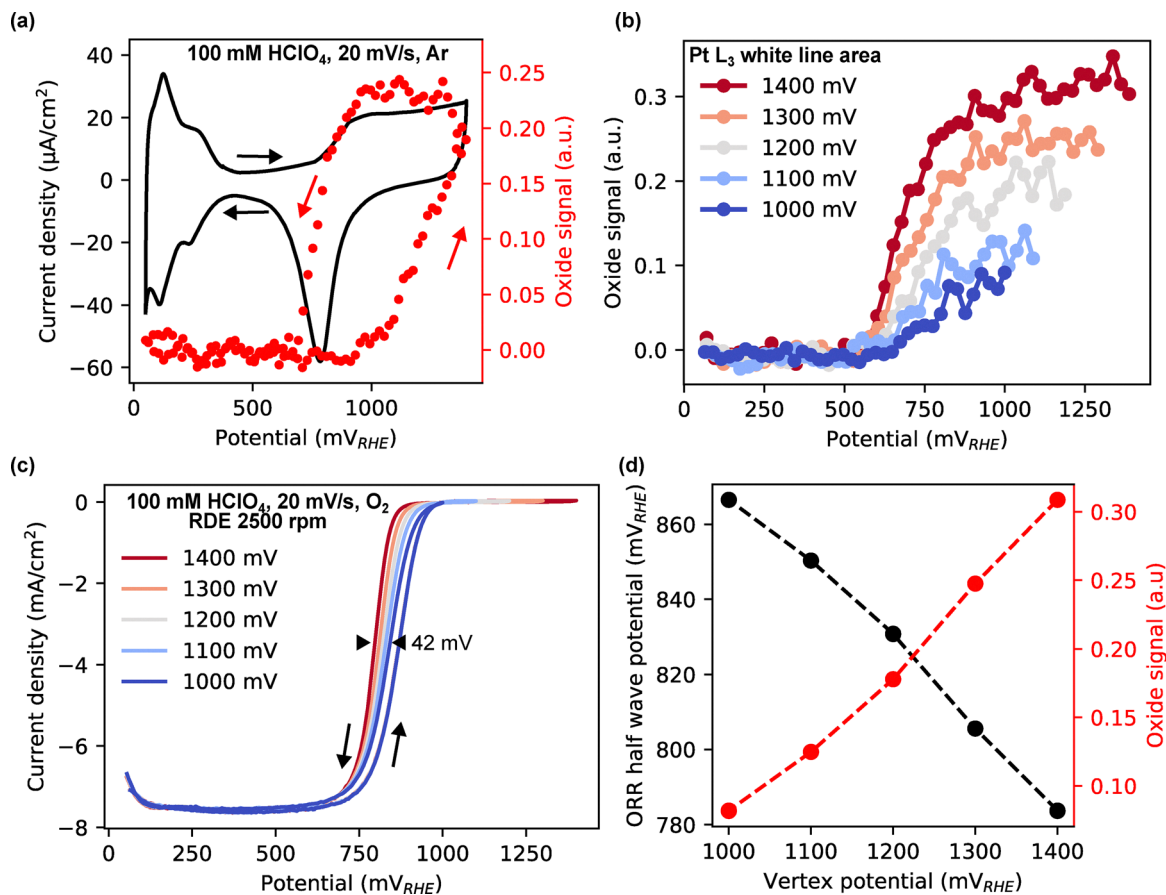 (a)
100 mM HClO₄, 20 mV/s, Ar
40
20
0
−20
−40
−60
Current density (µA/cm²)
0.25
0.20
0.15
0.10
0.05
0.00
Oxide signal (a.u.)
0
500
1000
Potential (mV_RHE)
(b)
Pt L₃ white line area
1400 mV
1300 mV
1200 mV
1100 mV
1000 mV
0.3
0.2
0.1
0.0
Oxide signal (a.u.)
0
250
500
750
1000
1250
Potential (mV_RHE)
(c)
100 mM HClO₄, 20 mV/s, O₂
RDE 2500 rpm
1400 mV
1300 mV
1200 mV
1100 mV
1000 mV
42 mV
0
−2
−4
−6
−8
Current density (mA/cm²)
0
250
500
750
1000
1250
Potential (mV_RHE)
(d)
860
840
820
800
780
ORR half wave potential (mV_RHE)
0.30
0.25
0.20
0.15
0.10
Oxide signal (a.u)
1000
1100
1200
1300
1400
Vertex potential (mV_RHE)